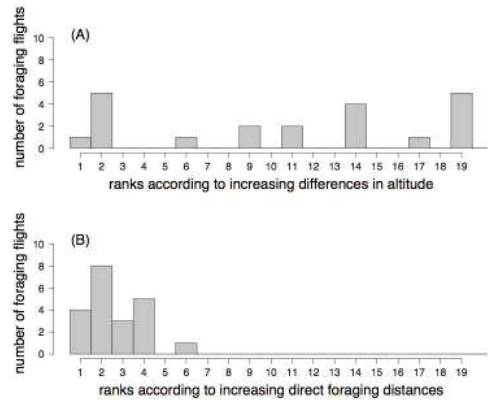 (A)
number of foraging flights
10
8
6
4
2
0
1 2 3 4 5 6 7 8 9 10 11 12 13 14 15 16 17 18 19
ranks according to increasing differences in altitude
(B)
number of foraging flights
10
8
6
4
2
0
1 2 3 4 5 6 7 8 9 10 11 12 13 14 15 16 17 18 19
ranks according to increasing direct foraging distances